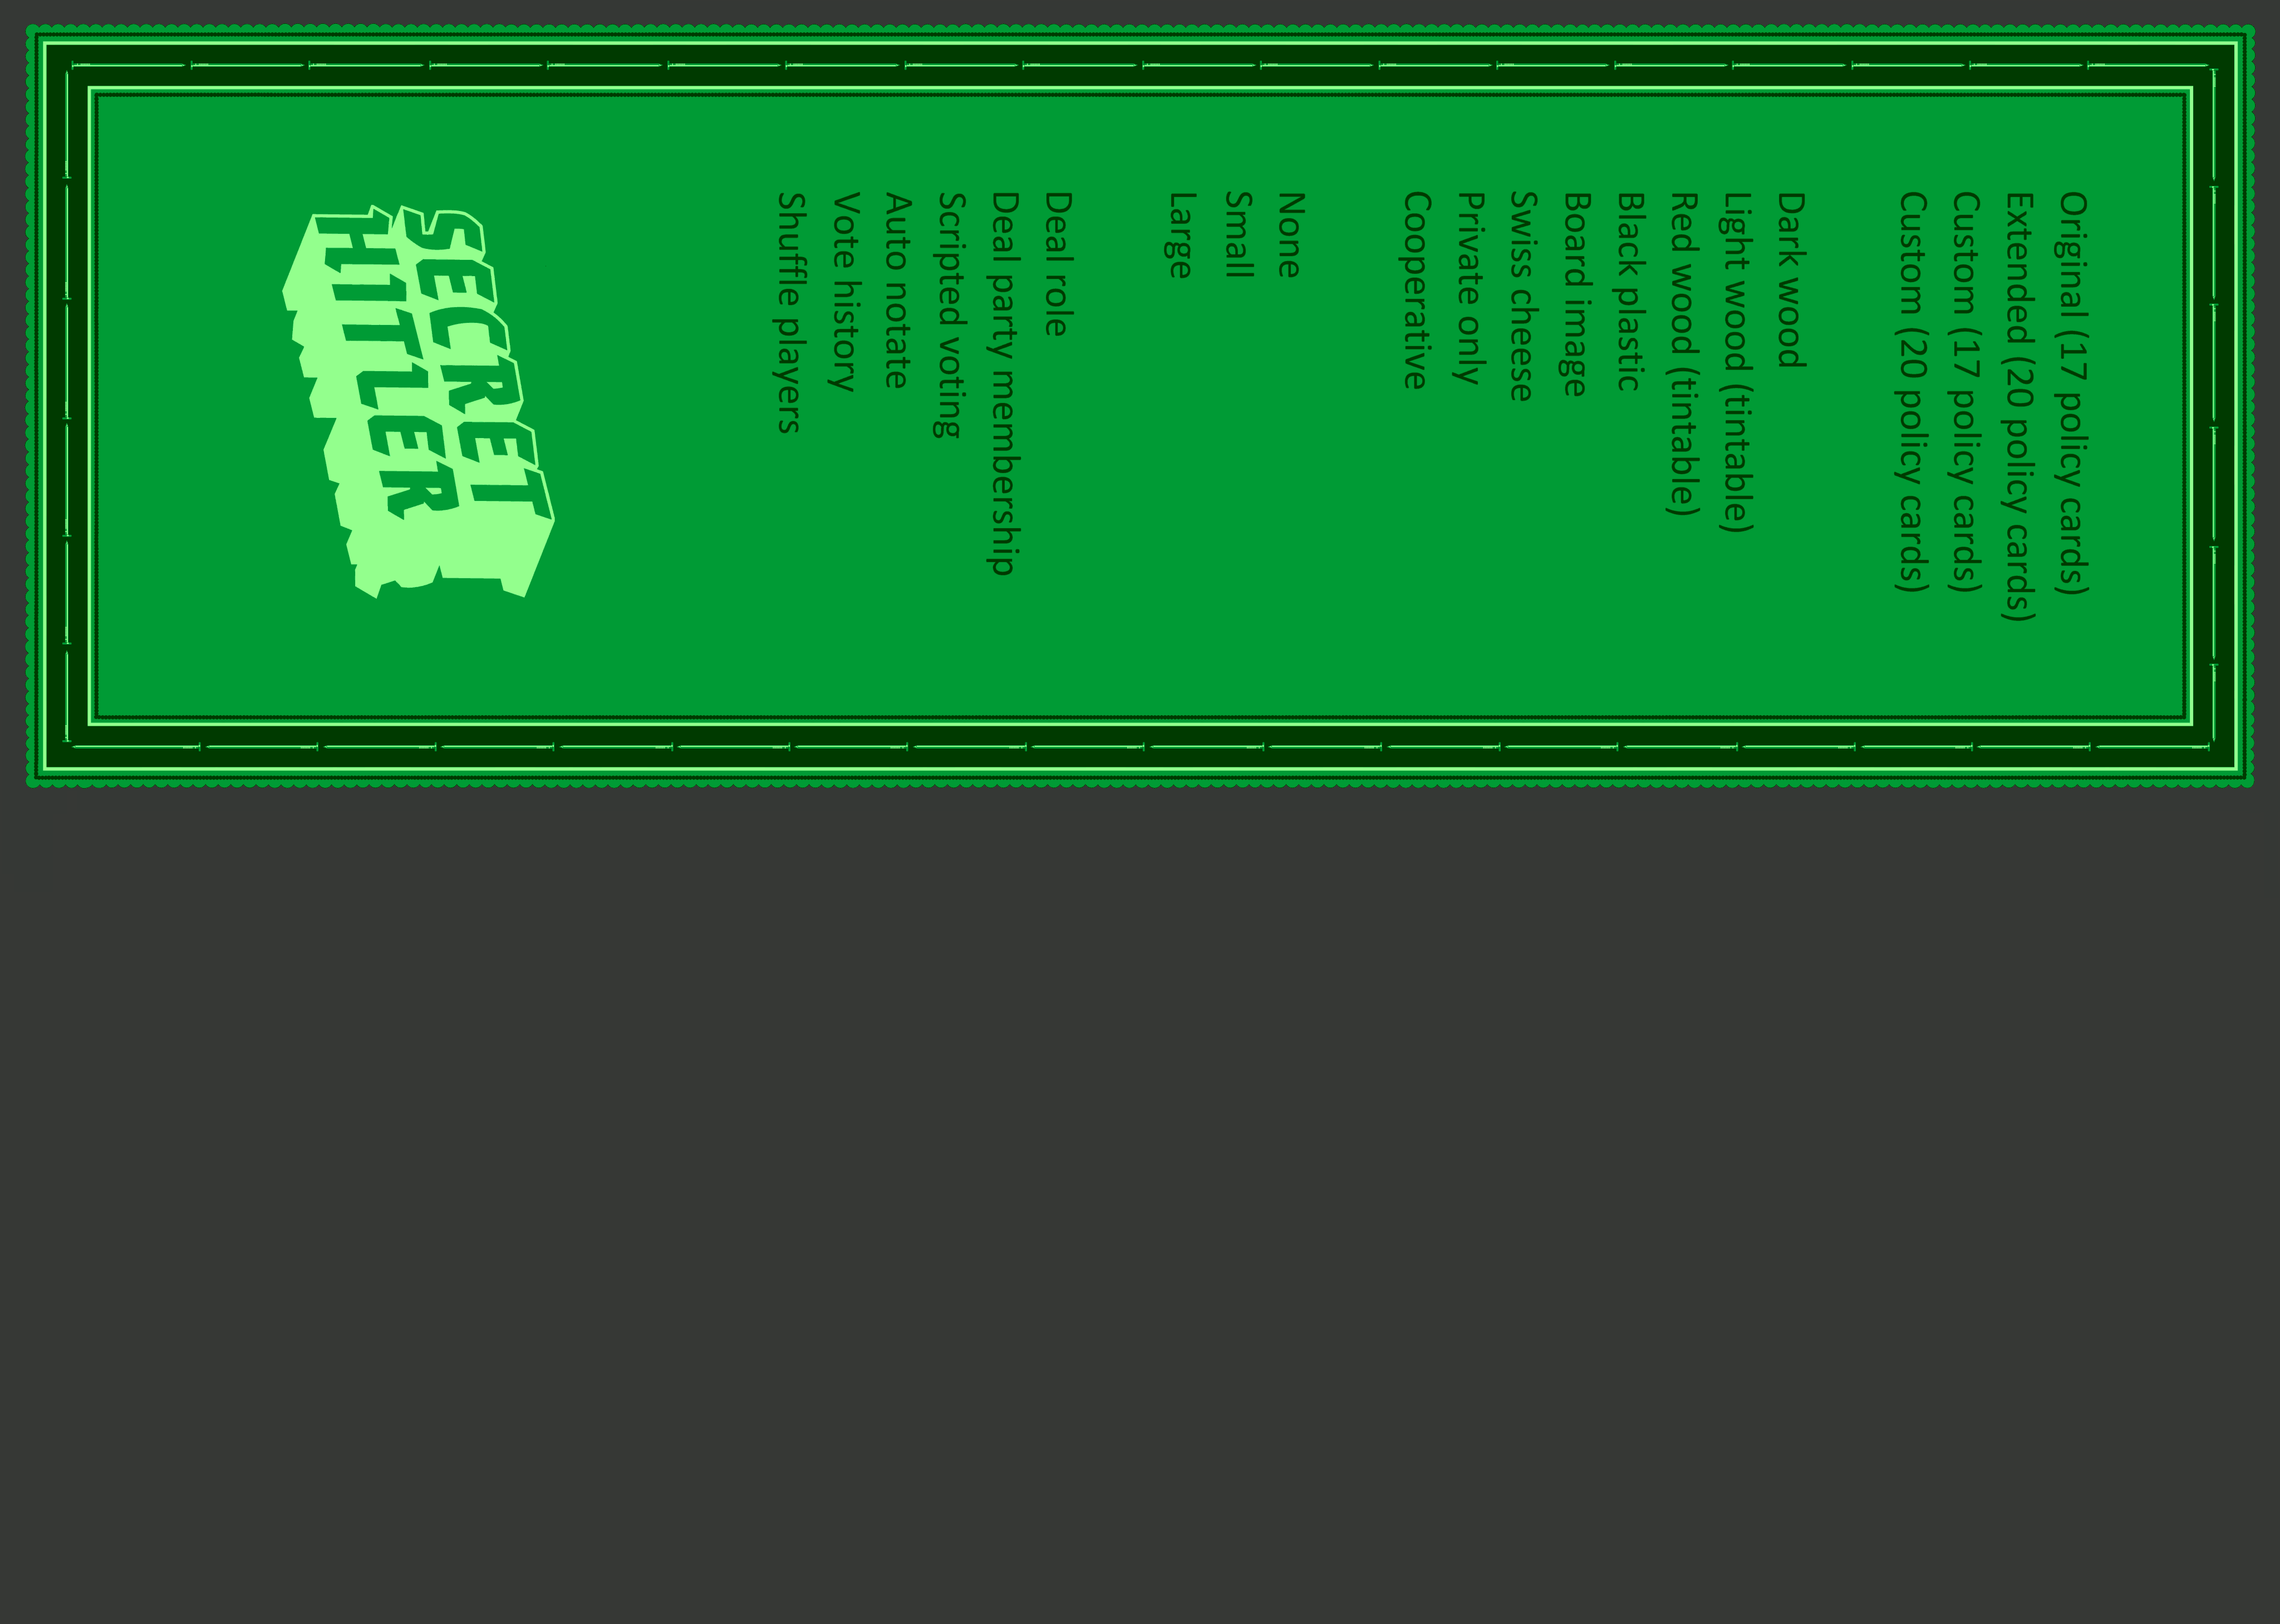 Original (17 policy cards)
Extended (20 policy cards)
Custom (17 policy cards)
Custom (20 policy cards)
Dark wood
Light wood (tintable)
Red wood (tintable)
Black plastic
Board image
Swiss cheese
Private only
Cooperative
None
Small
Large
Deal role
Deal party membership
Scripted voting
Auto notate
Vote history
Shuffle players
SECRET
HITLER